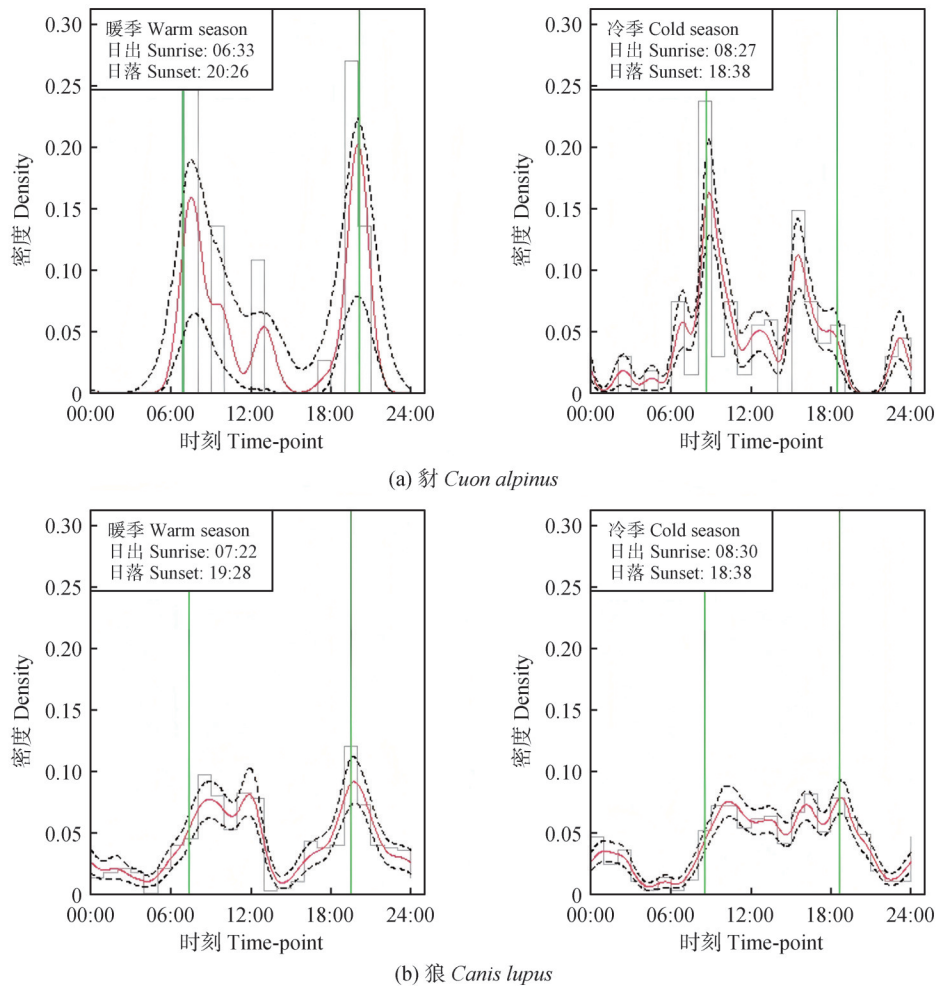 暖季 Warm season
日出 Sunrise: 06:33
日落 Sunset: 20:26
0.30
0.25
0.20
0.15
0.10
0.05
0
密度 Density
00:00 06:00 12:00 18:00 24:00
时刻 Time-point
冷季 Cold season
日出 Sunrise: 08:27
日落 Sunset: 18:38
0.30
0.25
0.20
0.15
0.10
0.05
0
密度 Density
00:00 06:00 12:00 18:00 24:00
时刻 Time-point
(a) 豺 Cuon alpinus
暖季 Warm season
日出 Sunrise: 07:22
日落 Sunset: 19:28
0.30
0.25
0.20
0.15
0.10
0.05
0
密度 Density
00:00 06:00 12:00 18:00 24:00
时刻 Time-point
冷季 Cold season
日出 Sunrise: 08:30
日落 Sunset: 18:38
0.30
0.25
0.20
0.15
0.10
0.05
0
密度 Density
00:00 06:00 12:00 18:00 24:00
时刻 Time-point
(b) 狼 Canis lupus